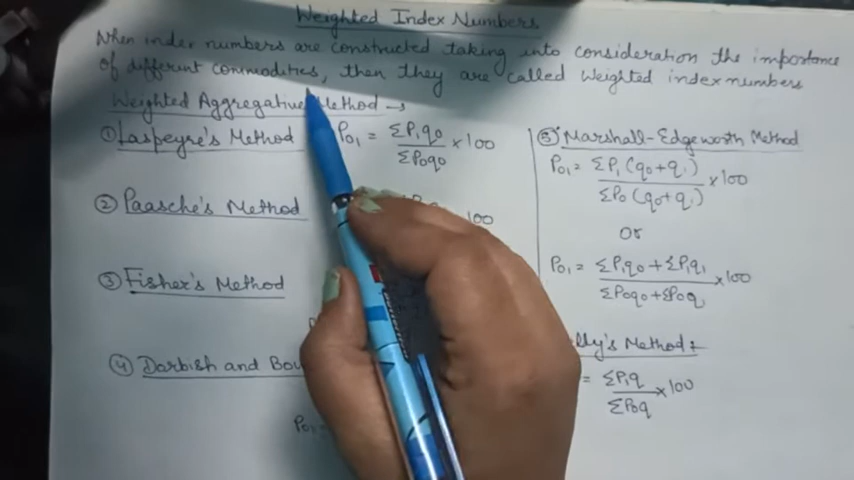 Weighted Index Numbers
When index numbers are constructed taking into consideration the importance
of different commodities, then they are called weighted index numbers
Weighted Aggregative Method →
① Laspeyre's Method P₀₁ = ΣP₁q₀ / ΣP₀q₀ × 100
② Paasche's Method 100
③ Fisher's Method
④ Darbish and
⑤ Marshall-Edgeworth Method
P₀₁ = ΣP₁(q₀+q₁) / ΣP₀(q₀+q₁) × 100
Or
P₀₁ = ΣP₁q₀ + ΣP₁q₁ / ΣP₀q₀ + ΣP₀q₁ × 100
Method :
= ΣP₁q / ΣP₀q × 100